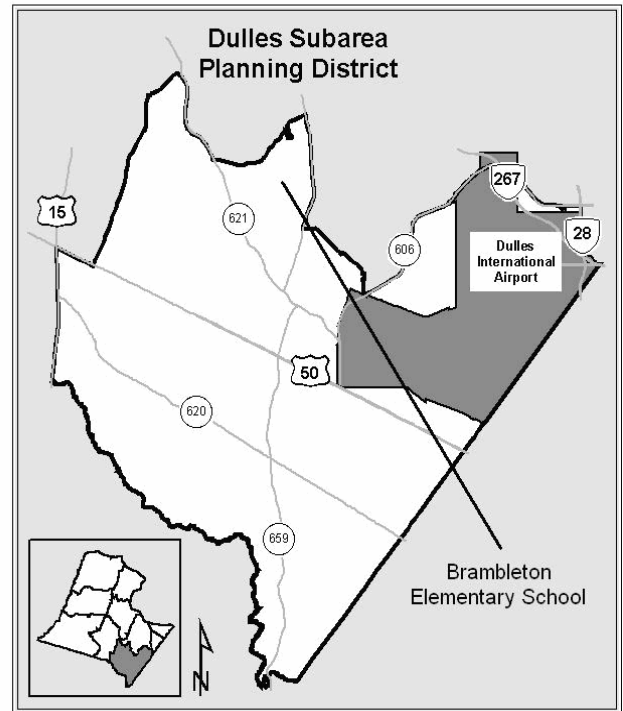 Dulles Subarea
Planning District
267
15
621
28
606
Dulles
International
Airport
50
620
659
Brambleton
Elementary School
N